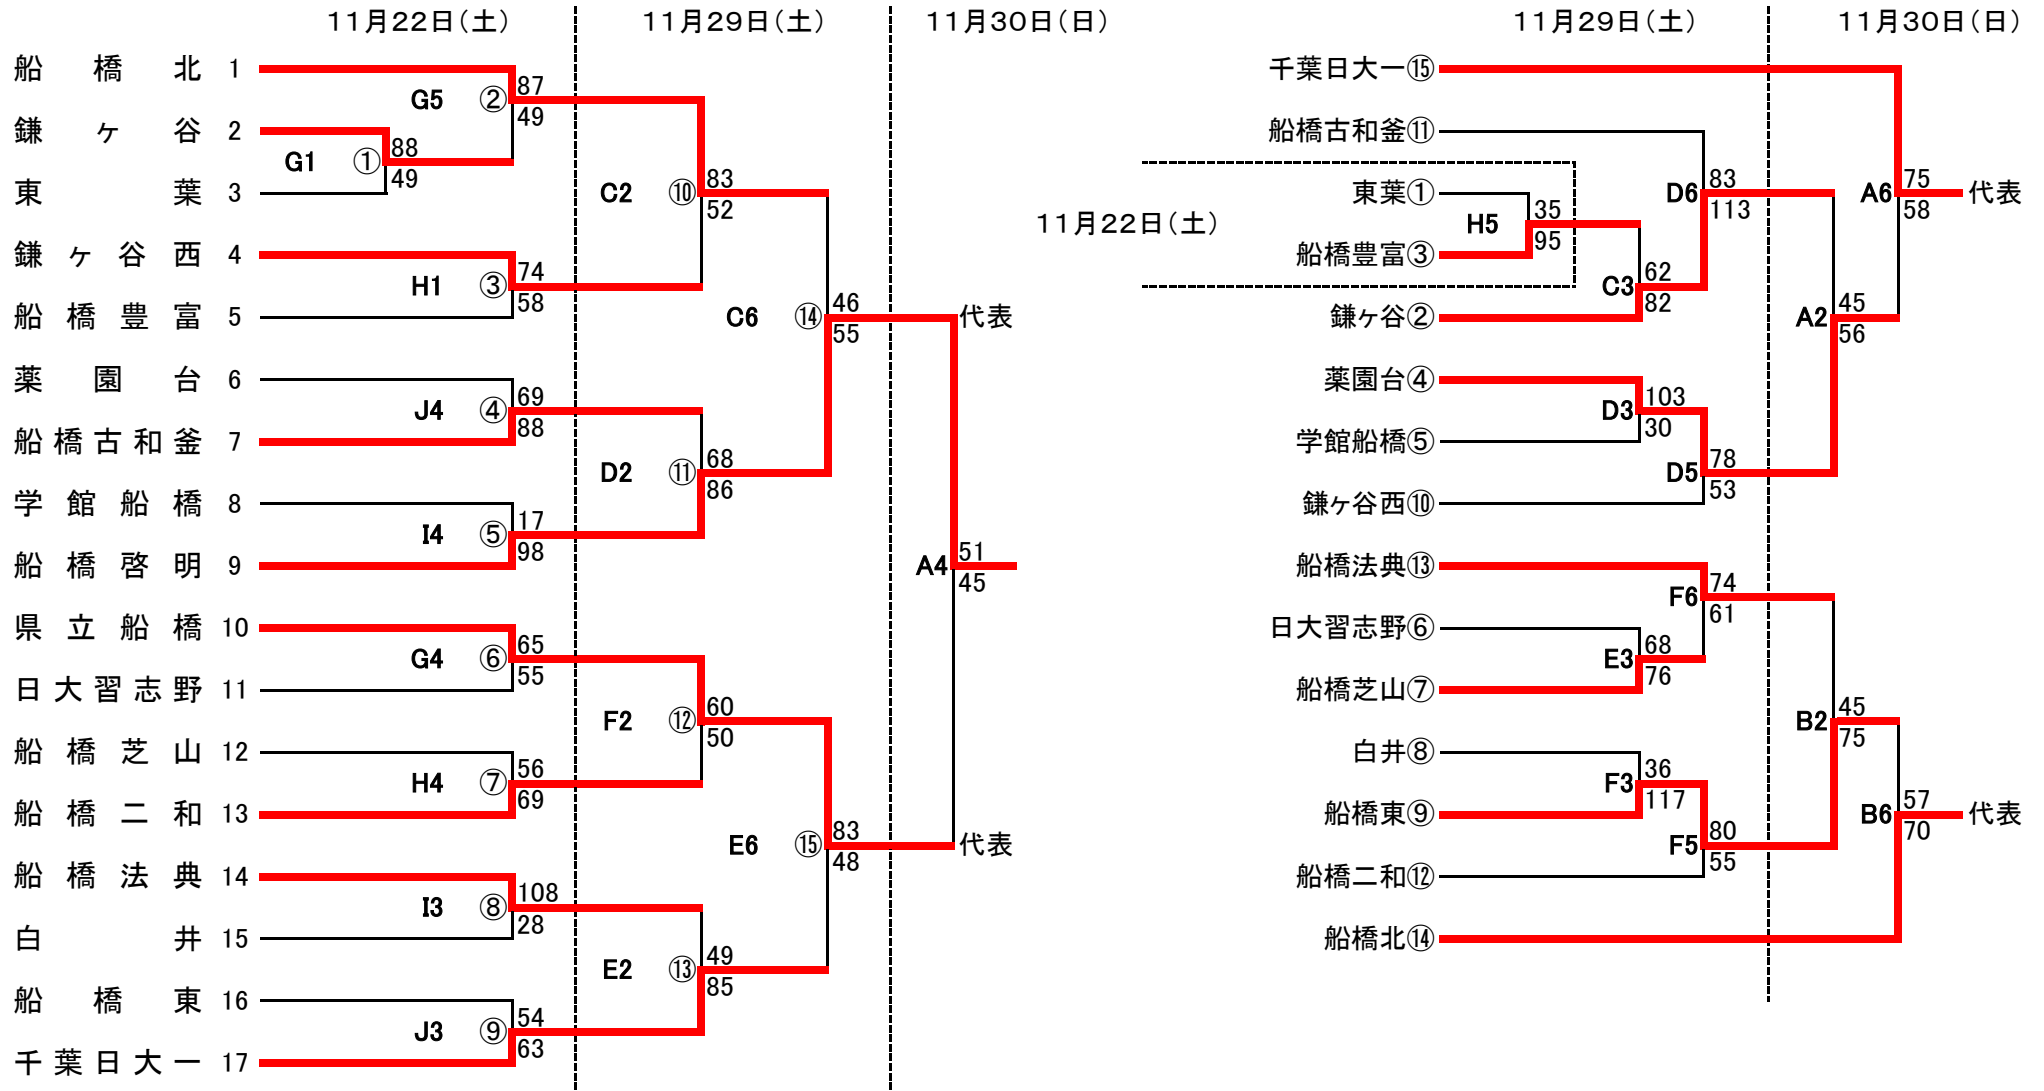 11月22日(土) 11月29日(土) 11月30日(日) 11月29日(土) 11月30日(日)
船橋北 1
鎌ヶ谷 2
東葉 3
鎌ヶ谷西 4
船橋豊富 5
薬園台 6
船橋古和釜 7
学館船橋 8
船橋啓明 9
県立船橋 10
日大習志野 11
船橋芝山 12
船橋二和 13
船橋法典 14
白井 15
船橋東 16
千葉日大一 17
G5 ② 87
49
G1 ① 88
49
H1 ③ 74
58
J4 ④ 69
88
I4 ⑤ 17
98
G4 ⑥ 65
55
H4 ⑦ 56
69
I3 ⑧ 108
28
J3 ⑨ 54
63
C2 ⑩ 83
52
D2 ⑪ 68
86
F2 ⑫ 60
50
E2 ⑬ 49
85
C6 ⑭ 46
55
代表
E6 ⑮ 83
48
代表
A4 51
45
千葉日大一⑮
船橋古和釜⑪
11月22日(土)
東葉①
船橋豊富③
鎌ヶ谷②
薬園台④
学館船橋⑤
鎌ヶ谷西⑩
船橋法典⑬
日大習志野⑥
船橋芝山⑦
白井⑧
船橋東⑨
船橋二和⑫
船橋北⑭
H5 35
95
C3 62
82
D6 83
113
D3 103
30
D5 78
53
F6 74
61
E3 68
76
F3 36
117
F5 80
55
A2 45
56
B2 45
75
A6 75
58
代表
B6 57
70
代表